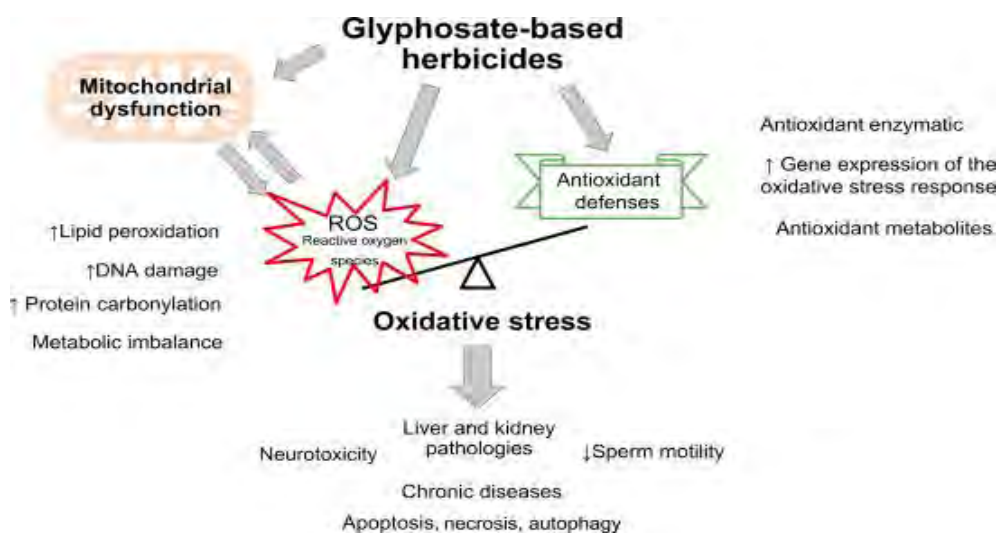 Glyphosate-based
herbicides
Mitochondrial
dysfunction
Antioxidant enzymatic
↑ Gene expression of the
oxidative stress response
Antioxidant metabolites
Antioxidant
defenses
ROS
Reactive oxygen
species
↑Lipid peroxidation
↑DNA damage
↑ Protein carbonylation
Metabolic imbalance
Oxidative stress
Liver and kidney
pathologies
Neurotoxicity
↓Sperm motility
Chronic diseases
Apoptosis, necrosis, autophagy